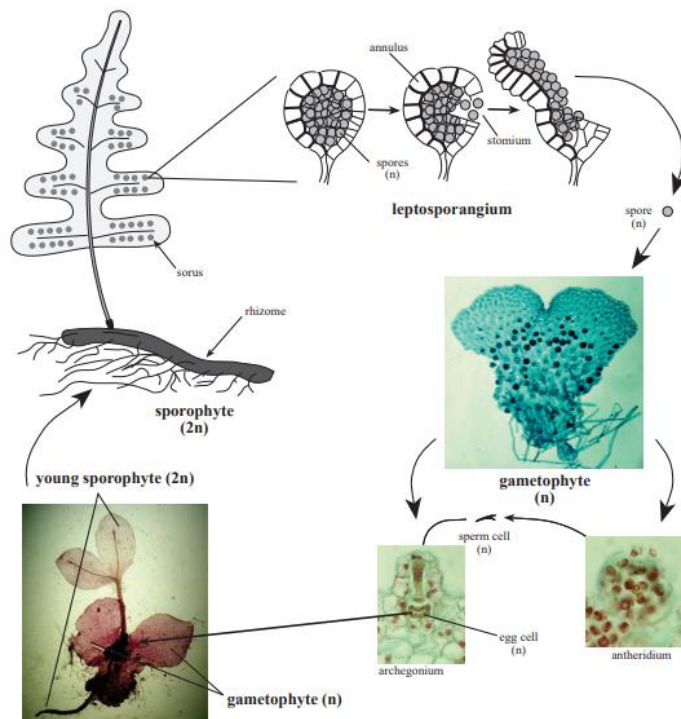 annulus
stomium
spores
(n)
leptosporangium
spore
(n)
sorus
rhizome
sporophyte
(2n)
young sporophyte (2n)
gametophyte
(n)
sperm cell
(n)
egg cell
(n)
archegonium
antheridium
gametophyte (n)